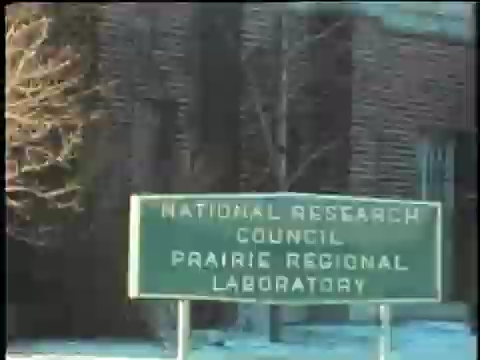 NATIONAL RESEARCH
COUNCIL
PRAIRIE REGIONAL
LABORATORY